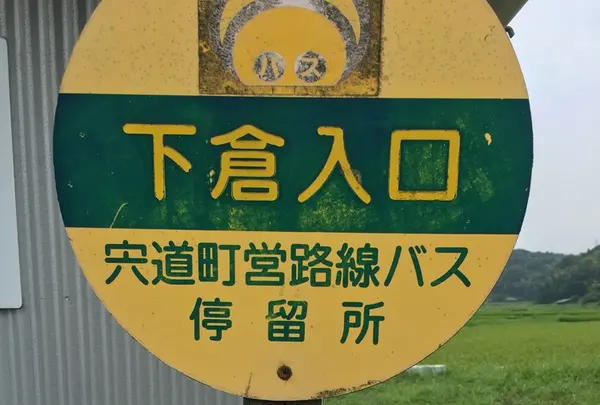 バス
下倉入口
宍道町営路線バス
停留所